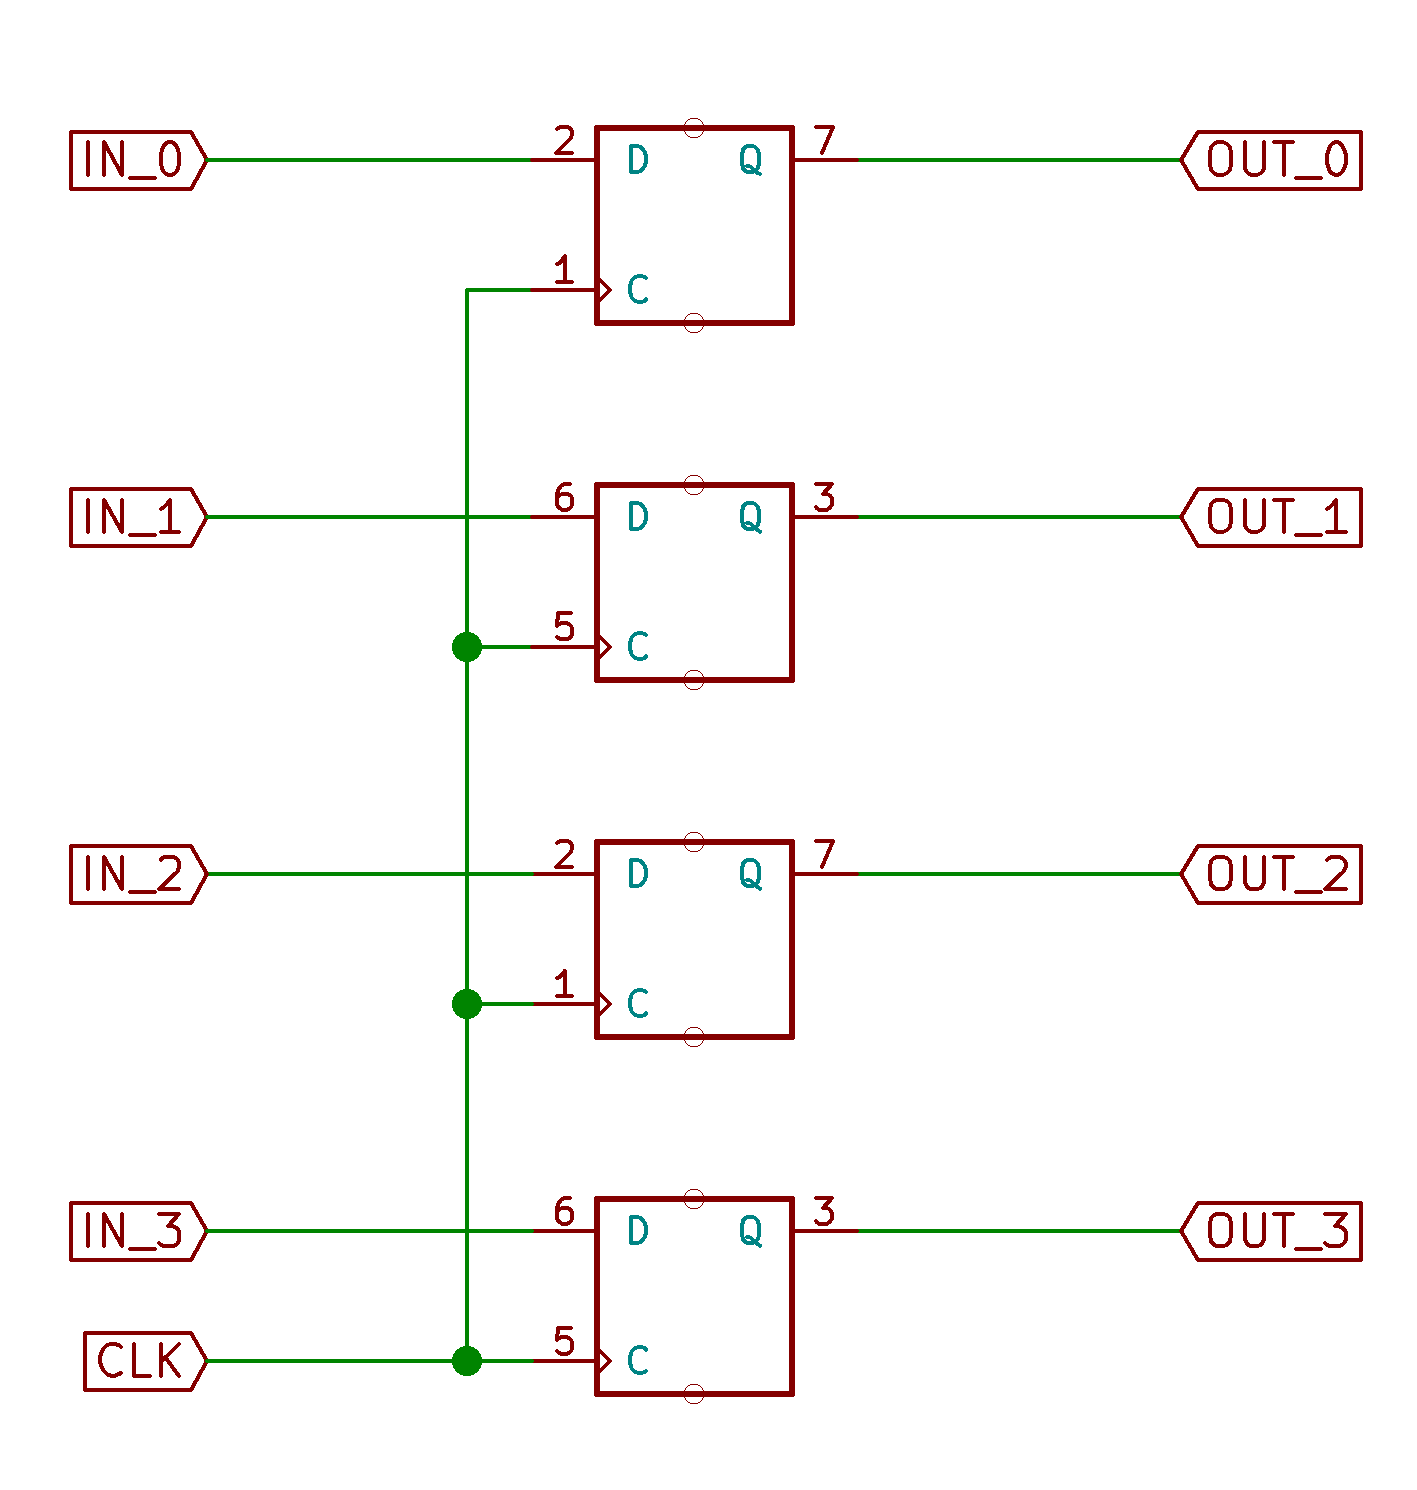 IN_0 2 D Q 7 OUT_0
1 C
IN_1 6 D Q 3 OUT_1
5 C
IN_2 2 D Q 7 OUT_2
1 C
IN_3 6 D Q 3 OUT_3
CLK 5 C